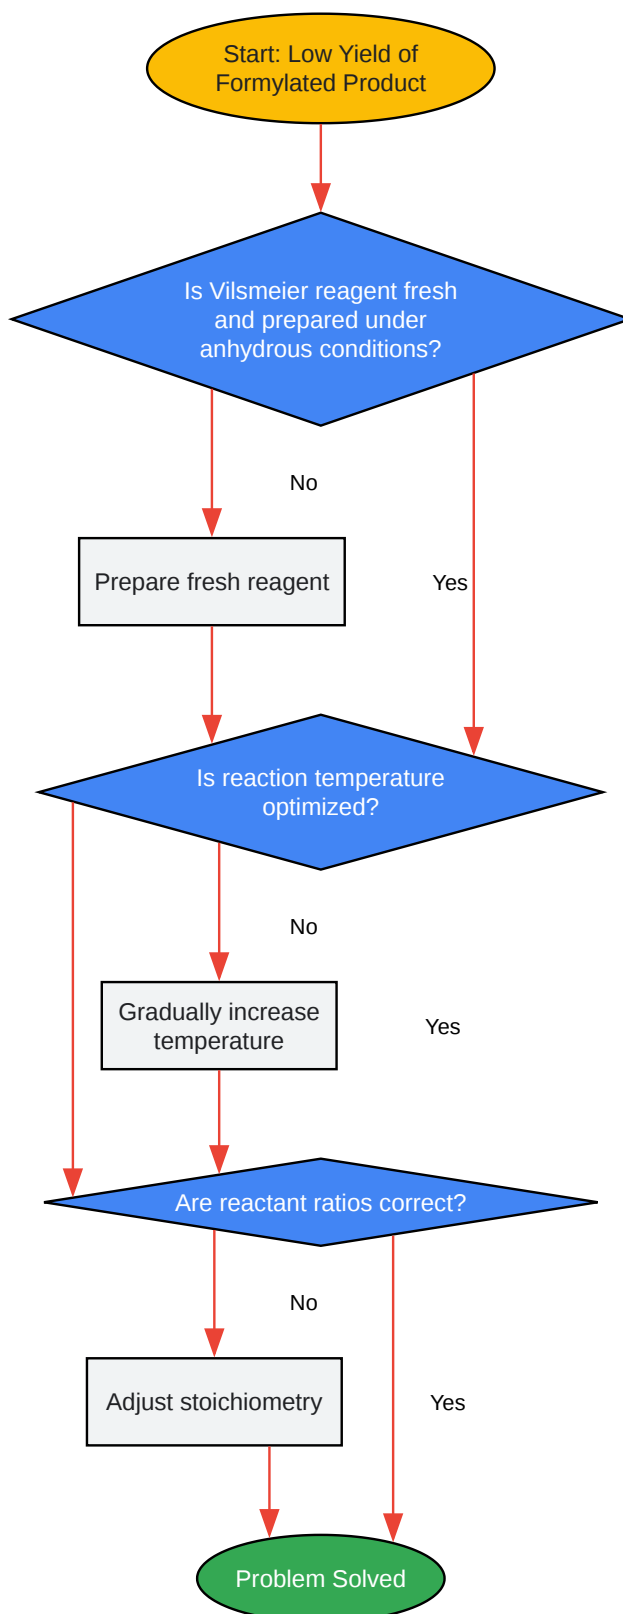 Start: Low Yield of
Formylated Product
Is Vilsmeier reagent fresh
and prepared under
anhydrous conditions?
No
Prepare fresh reagent
Yes
Is reaction temperature
optimized?
No
Gradually increase
temperature
Yes
Are reactant ratios correct?
No
Adjust stoichiometry
Yes
Problem Solved